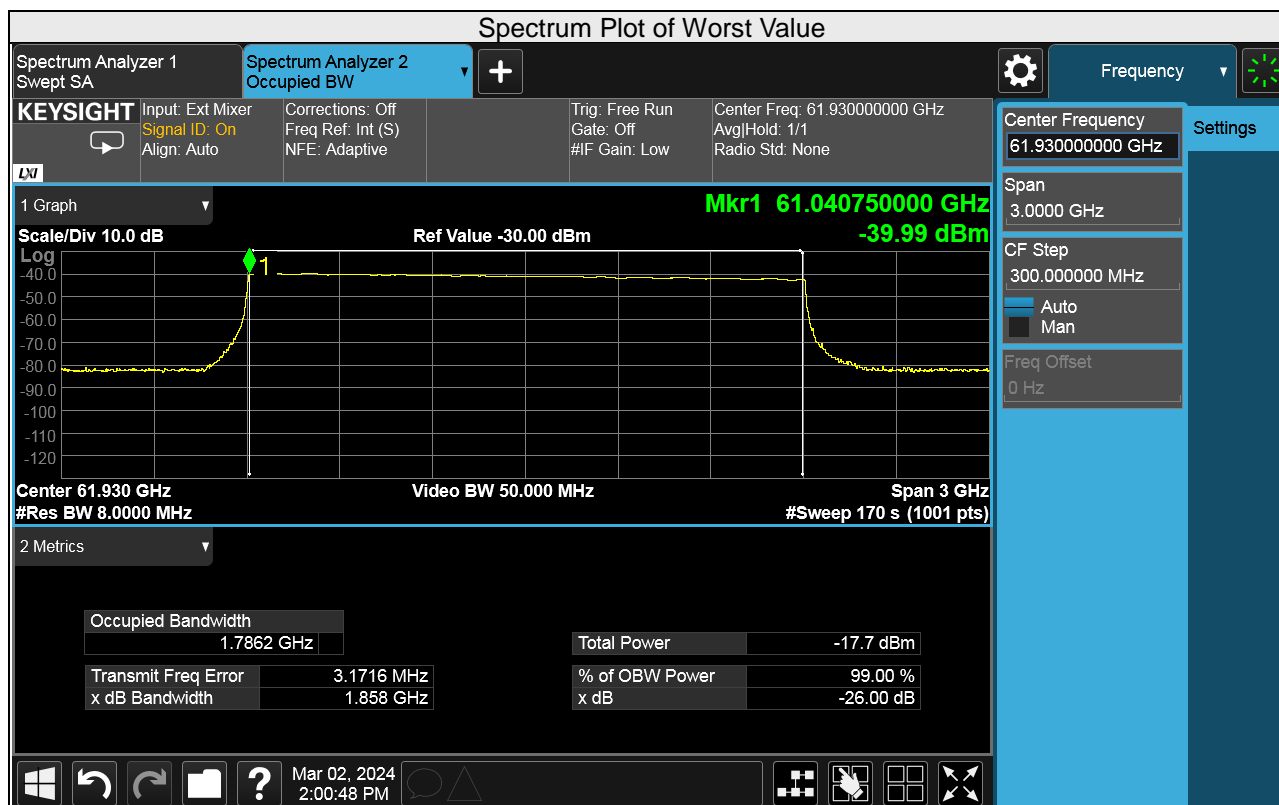 Spectrum Plot of Worst Value
Spectrum Analyzer 1
Swept SA
Spectrum Analyzer 2
Occupied BW
Frequency
KEYSIGHT
LXI
Input: Ext Mixer
Signal ID: On
Align: Auto
Corrections: Off
Freq Ref: Int (S)
NFE: Adaptive
Trig: Free Run
Gate: Off
#IF Gain: Low
Center Freq: 61.930000000 GHz
Avg|Hold: 1/1
Radio Std: None
Center Frequency
61.930000000 GHz
Settings
Span
3.0000 GHz
CF Step
300.000000 MHz
Auto
Man
Freq Offset
0 Hz
1 Graph
Mkr1 61.040750000 GHz
-39.99 dBm
Scale/Div 10.0 dB
Ref Value -30.00 dBm
Log
1
-40.0
-50.0
-60.0
-70.0
-80.0
-90.0
-100
-110
-120
Center 61.930 GHz
Video BW 50.000 MHz
Span 3 GHz
#Res BW 8.0000 MHz
#Sweep 170 s (1001 pts)
2 Metrics
Occupied Bandwidth
1.7862 GHz
Total Power -17.7 dBm
Transmit Freq Error 3.1716 MHz
% of OBW Power 99.00 %
x dB Bandwidth 1.858 GHz
x dB -26.00 dB
?
Mar 02, 2024
2:00:48 PM